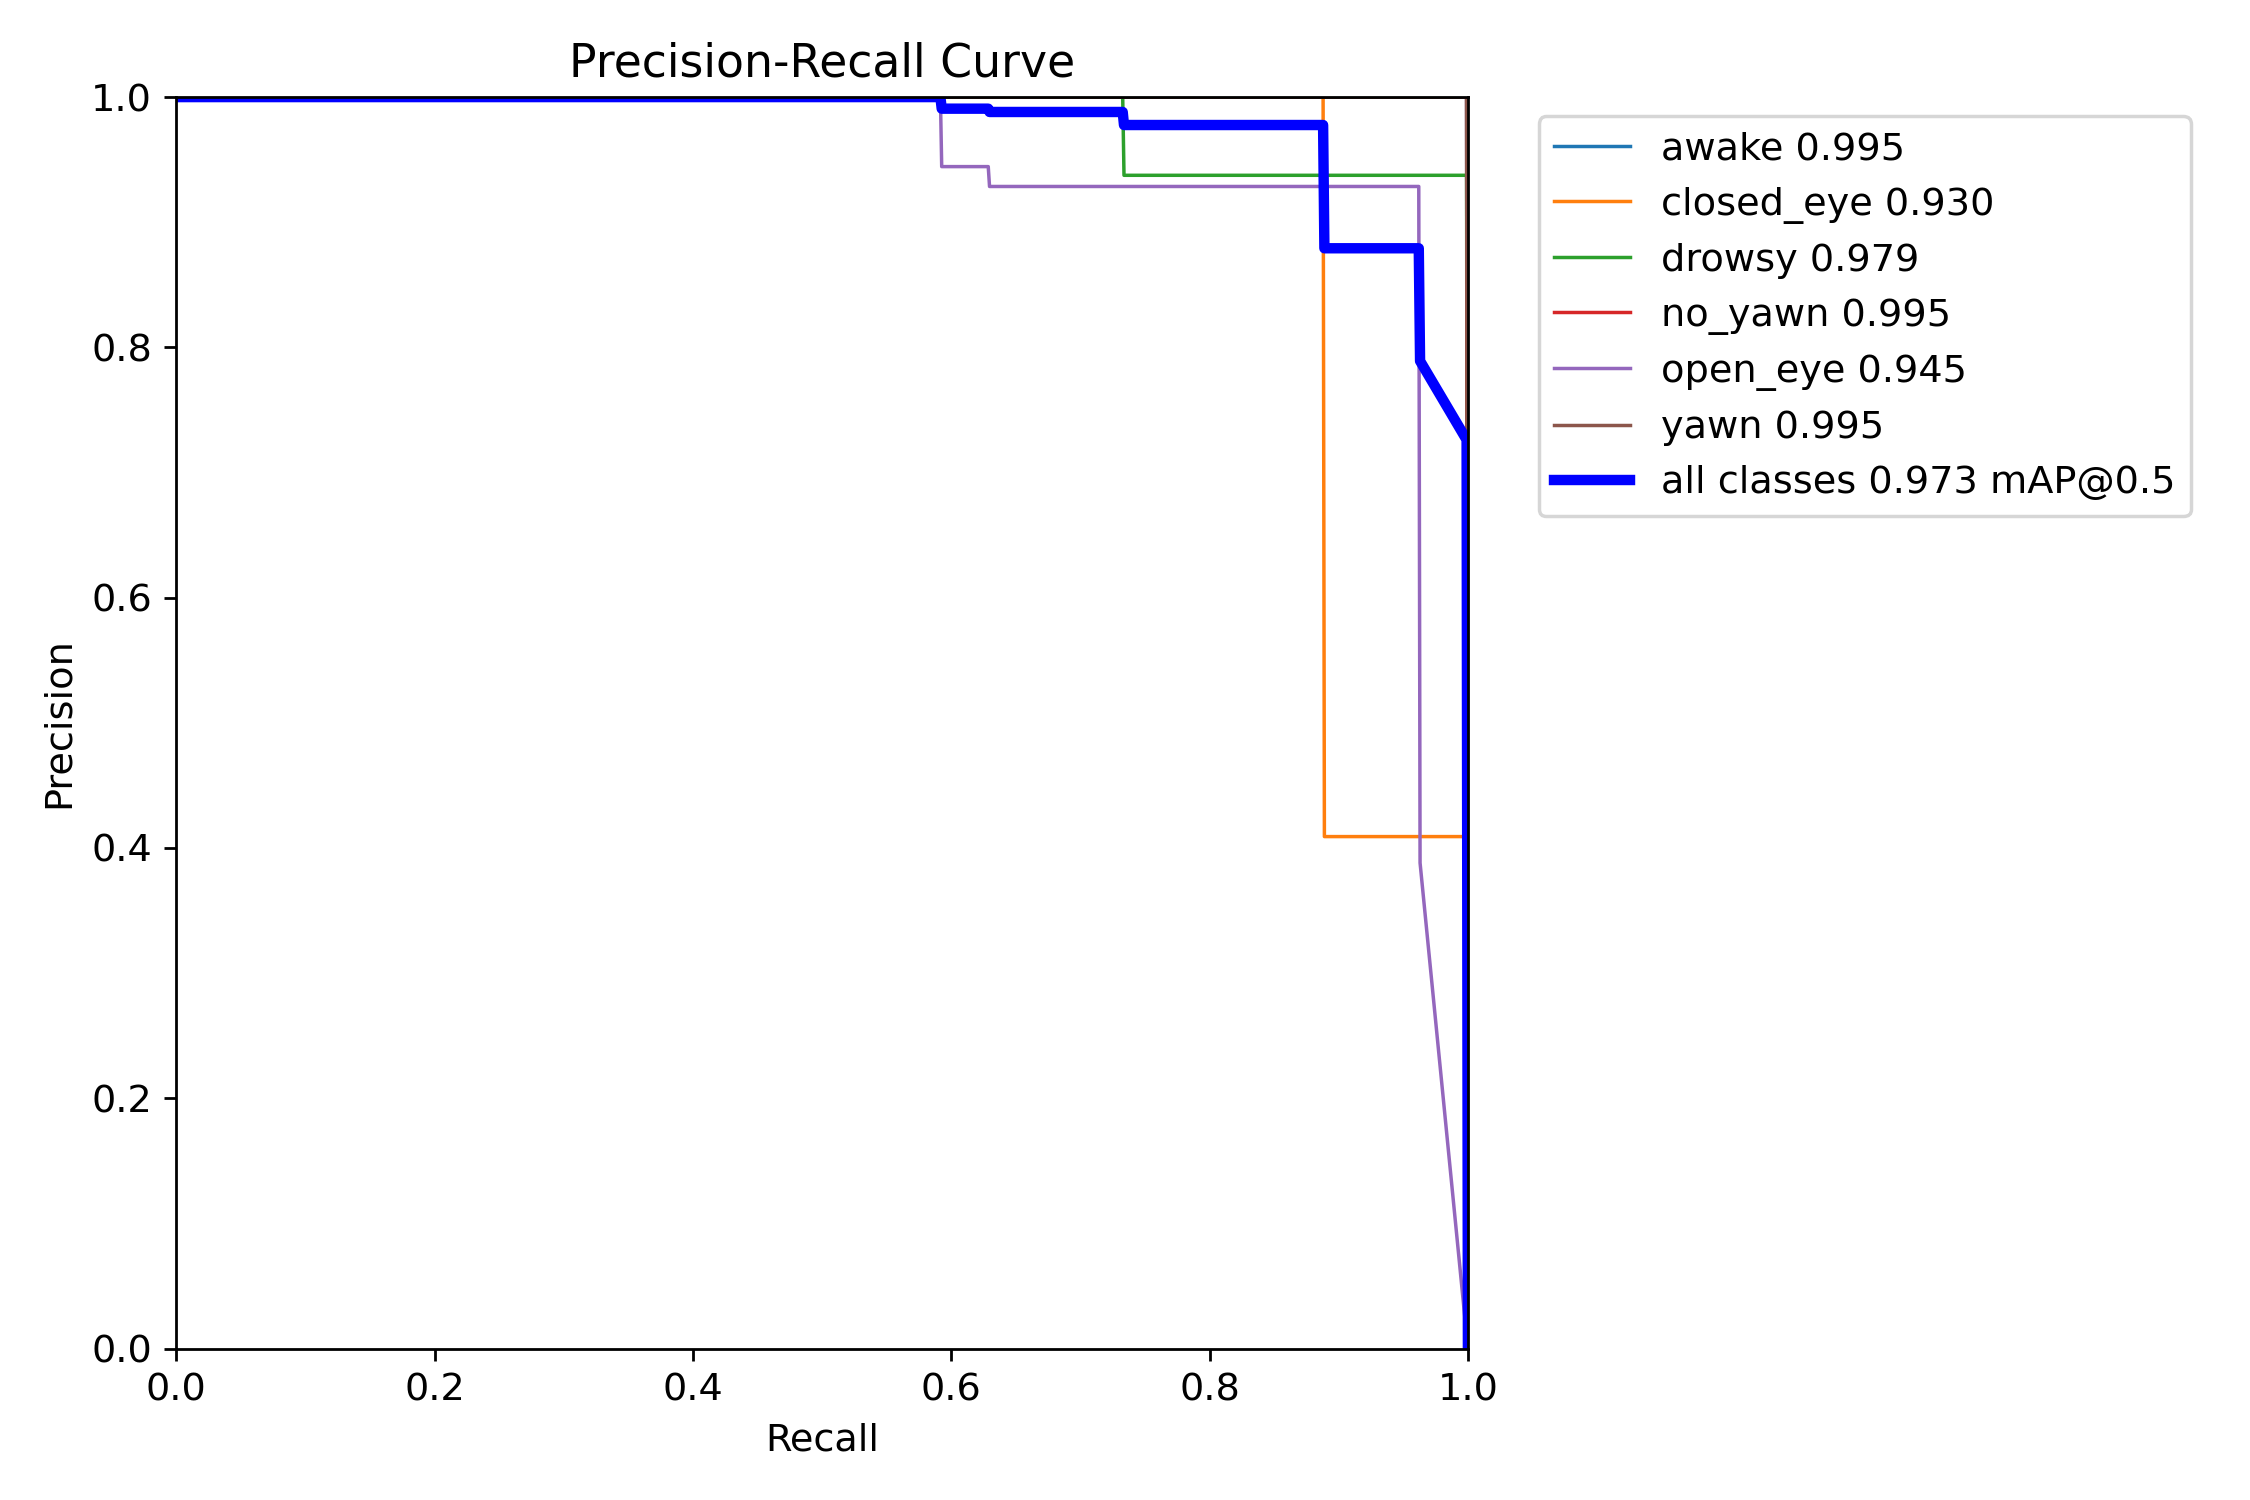 Precision-Recall Curve
1.0
0.8
0.6
0.4
0.2
0.0
Precision
0.0 0.2 0.4 0.6 0.8 1.0
Recall
awake 0.995
closed_eye 0.930
drowsy 0.979
no_yawn 0.995
open_eye 0.945
yawn 0.995
all classes 0.973 mAP@0.5